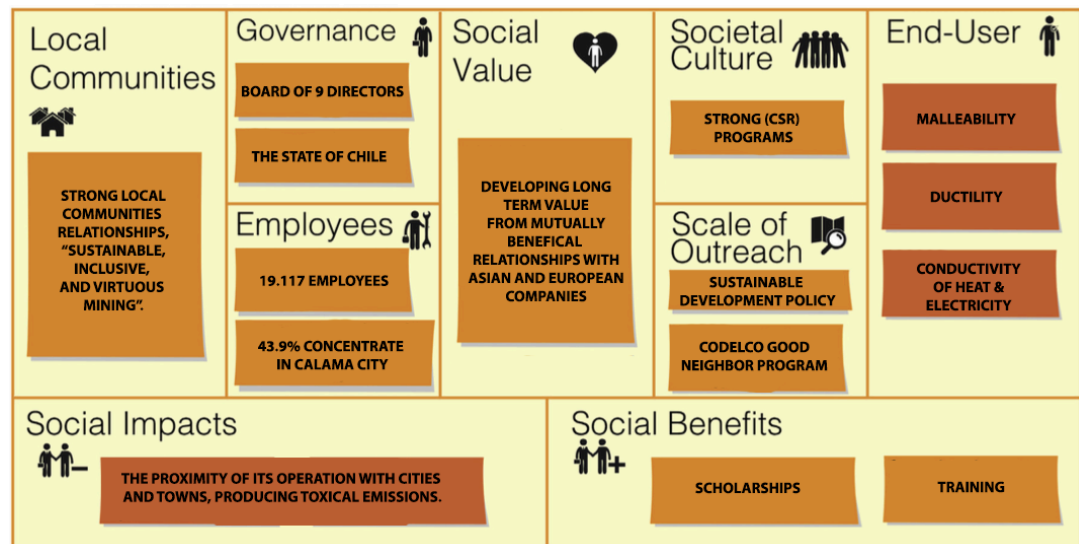 Local
Communities
STRONG LOCAL
COMMUNITIES
RELATIONSHIPS,
“SUSTAINABLE,
INCLUSIVE,
AND VIRTUOUS
MINING”.
Governance
BOARD OF 9 DIRECTORS
THE STATE OF CHILE
Employees
19.117 EMPLOYEES
43.9% CONCENTRATE
IN CALAMA CITY
Social
Value
DEVELOPING LONG
TERM VALUE
FROM MUTUALLY
BENEFICAL
RELATIONSHIPS WITH
ASIAN AND EUROPEAN
COMPANIES
Societal
Culture
STRONG (CSR)
PROGRAMS
Scale of
Outreach
SUSTAINABLE
DEVELOPMENT POLICY
CODELCO GOOD
NEIGHBOR PROGRAM
End-User
MALLEABILITY
DUCTILITY
CONDUCTIVITY
OF HEAT &
ELECTRICITY
Social Impacts
THE PROXIMITY OF ITS OPERATION WITH CITIES
AND TOWNS, PRODUCING TOXICAL EMISSIONS.
Social Benefits
SCHOLARSHIPS
TRAINING